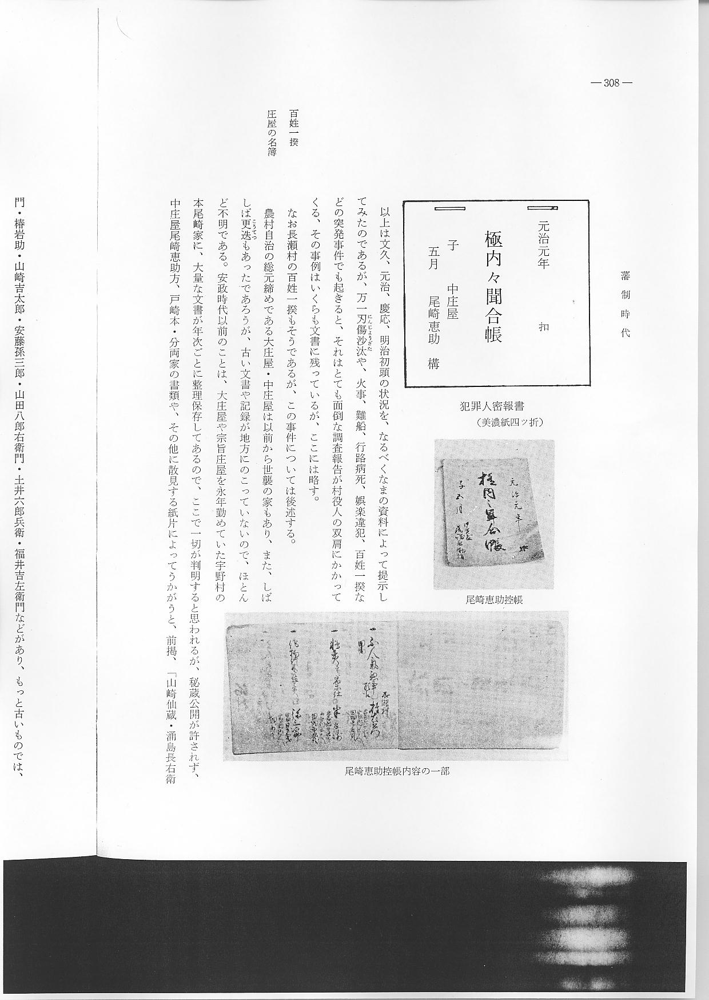 — 308 —
藩制時代
元治元年　扣
極内々聞合帳
子　中庄屋
五月　尾崎恵助　構
犯罪人密報書
（美濃紙四ツ折）
元治元年
子五月
尾崎恵助控帳
尾崎恵助控帳内容の一部
以上は文久、元治、慶応、明治初頭の状況を、なるべくなまの資料によって提示し
てみたのであるが、万一刃傷沙汰や、火事、難船、行路病死、娯楽違犯、百姓一揆な
にんじょうざた
どの突発事件でも起きると、それはとても面倒な調査報告が村役人の双肩にかかって
くる、その事例はいくらも文書に残っているが、ここには略す。
百姓一揆
なお長瀬村の百姓一揆もそうであるが、この事件については後述する。
圧屋の名簿
農村自治の総元締めである大庄屋・中庄屋は以前から世襲の家もあり、また、しば
しば更迭もあったであろうが、古い文書や記録が地方にのこっていないので、ほとん
こうてつ
ど不明である。安政時代以前のことは、大庄屋や宗旨庄屋を永年勤めていた宇野村の
本尾崎家に、大量な文書が年次ごとに整理保存してあるので、ここで一切が判明すると思われるが、秘蔵公開が許されず、
中庄屋尾崎恵助方、戸崎本・分両家の書類や、その他に散見する紙片によってうかがうと、前掲、「山崎仙蔵・涌島長右衛
門・椿岩助・山崎吉太郎・安藤孫三郎・山田八郎右衛門・土井六郎兵衛・福井吉左衛門などがあり、もっと古いものでは、